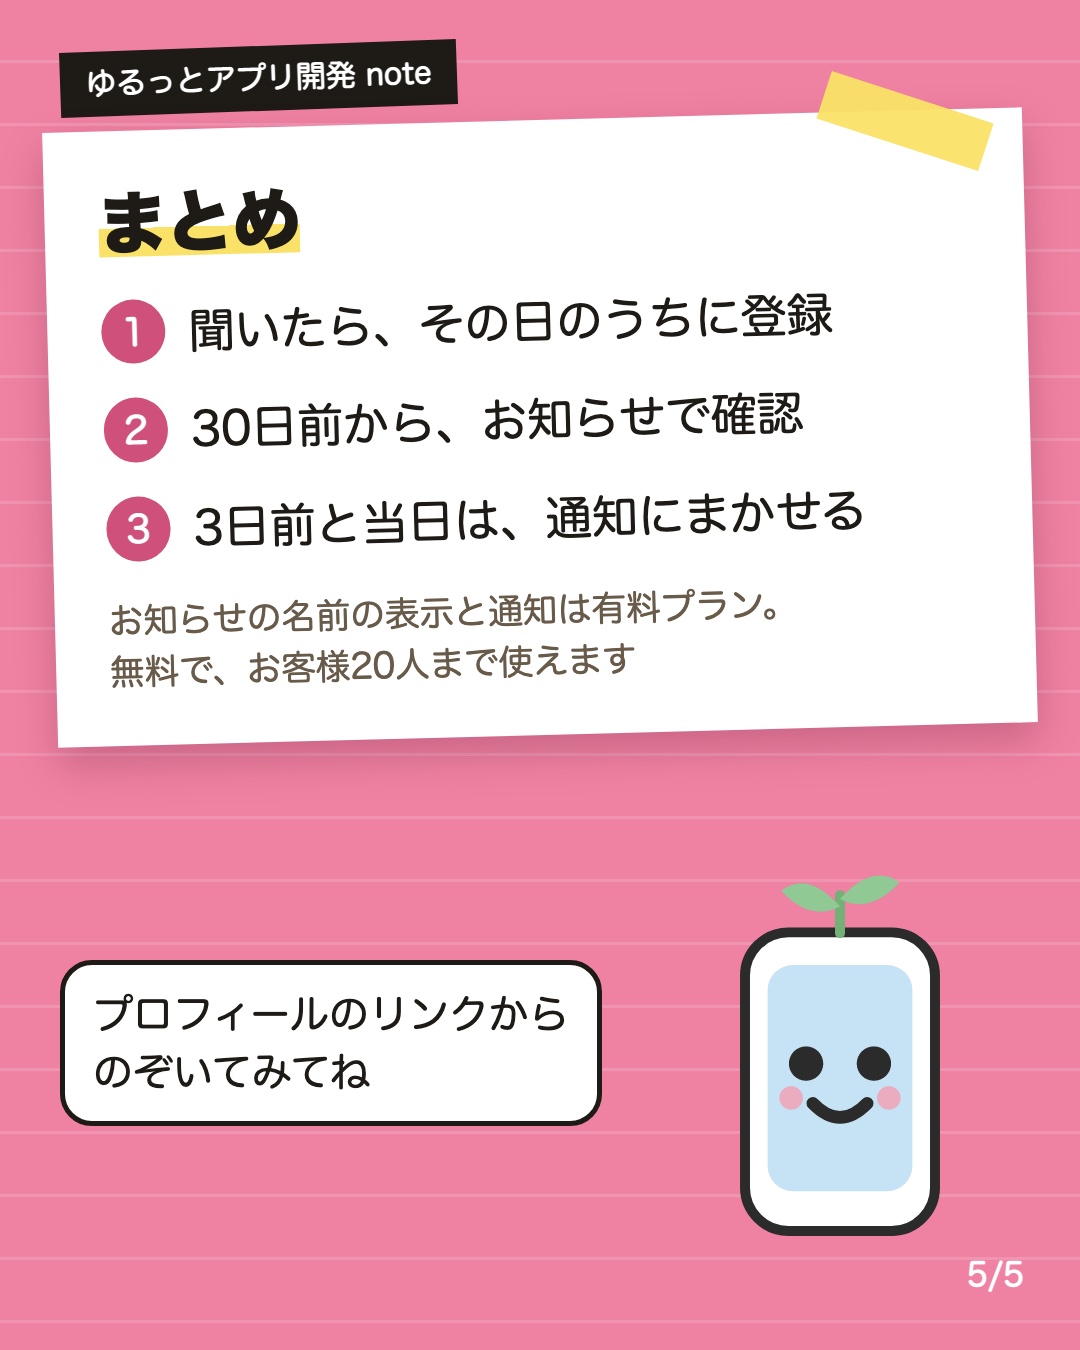 ゆるっとアプリ開発 note
まとめ
1 聞いたら、その日のうちに登録
2 30日前から、お知らせで確認
3 3日前と当日は、通知にまかせる
お知らせの名前の表示と通知は有料プラン。
無料で、お客様20人まで使えます
プロフィールのリンクから
のぞいてみてね
5/5